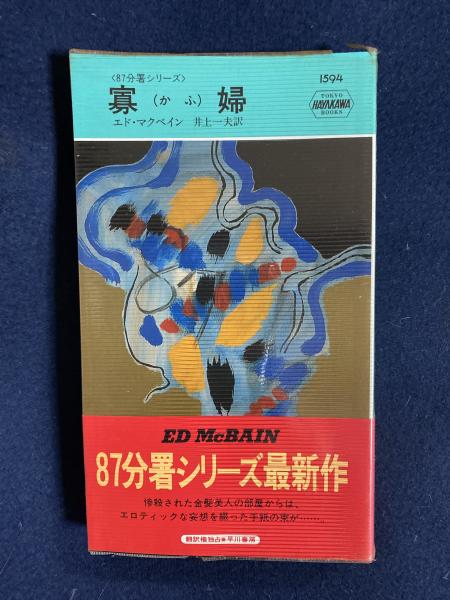 〈87分署シリーズ〉
1594
寡(かふ)婦
エド・マクベイン 井上一夫訳
TOKYO
HAYAKAWA
BOOKS
ED McBAIN
87分署シリーズ最新作
惨殺された金髪美人の部屋からは、
エロティックな妄想を綴った手紙の束が……。
翻訳権独占■早川書房